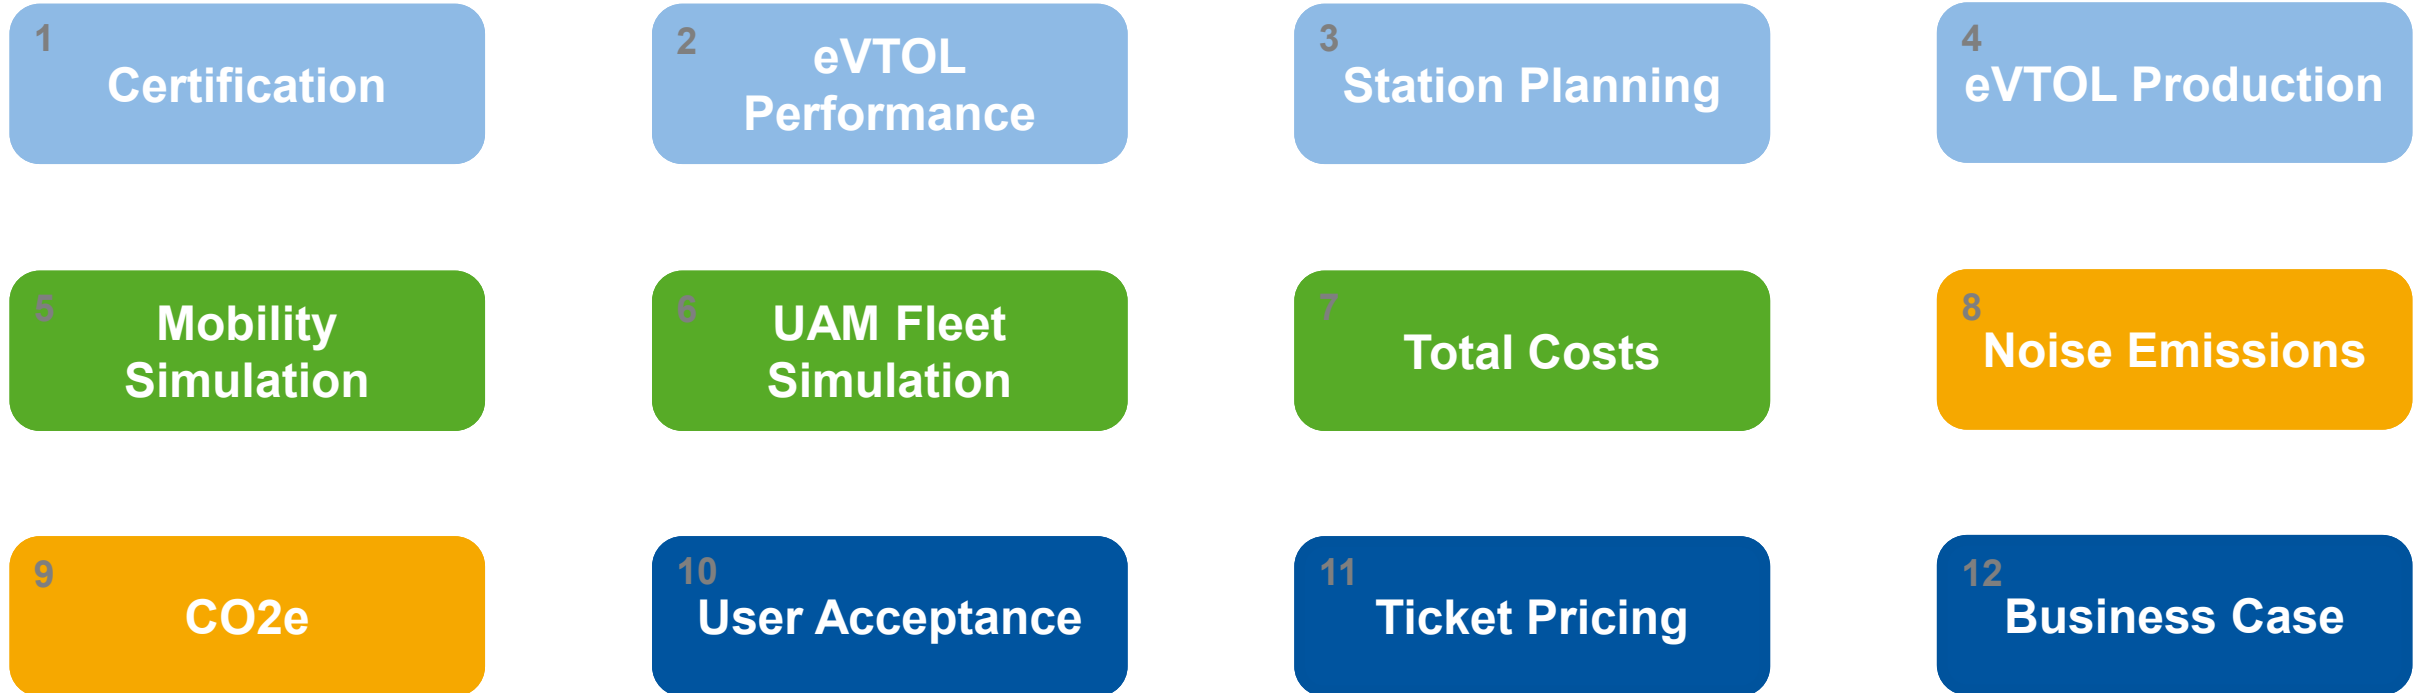 1
Certification
2
eVTOL
Performance
3
Station Planning
4
eVTOL Production
5
Mobility
Simulation
6
UAM Fleet
Simulation
7
Total Costs
8
Noise Emissions
9
CO2e
10
User Acceptance
11
Ticket Pricing
12
Business Case